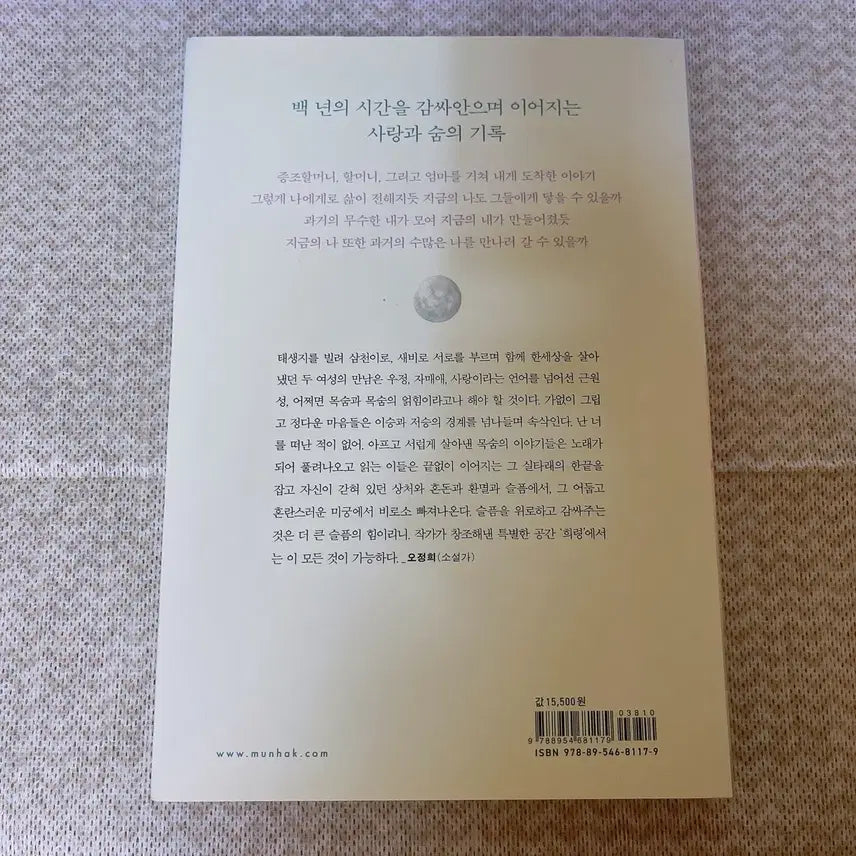 백 년의 시간을 감싸안으며 이어지는
사랑과 숨의 기록
증조할머니, 할머니, 그리고 엄마를 거쳐 내게 도착한 이야기
그렇게 나에게로 삶이 전해지듯 지금의 나도 그들에게 닿을 수 있을까
과거의 무수한 내가 모여 지금의 내가 만들어졌듯
지금의 나 또한 과거의 수많은 나를 만나러 갈 수 있을까
태생지를 빌려 삼천이로, 새비로 서로를 부르며 함께 한세상을 살아
냈던 두 여성의 만남은 우정, 자매애, 사랑이라는 언어를 넘어선 근원
성, 어쩌면 목숨과 목숨의 얽힘이라고나 해야 할 것이다. 가없이 그립
고 정다운 마음들은 이승과 저승의 경계를 넘나들며 속삭인다. 난 너
를 떠난 적이 없어. 아프고 서럽게 살아낸 목숨의 이야기들은 노래가
되어 풀려나오고 읽는 이들은 끝없이 이어지는 그 실타래의 한끝을
잡고 자신이 갇혀 있던 상처와 혼돈과 환멸과 슬픔에서, 그 어둡고
혼란스러운 미궁에서 비로소 빠져나온다. 슬픔을 위로하고 감싸주는
것은 더 큰 슬픔의 힘이리니. 작가가 창조해낸 특별한 공간 '희령'에서
는 이 모든 것이 가능하다. _오정희(소설가)
값 15,500원
03810
9 788954 681179
ISBN 978-89-546-8117-9
www.munhak.com